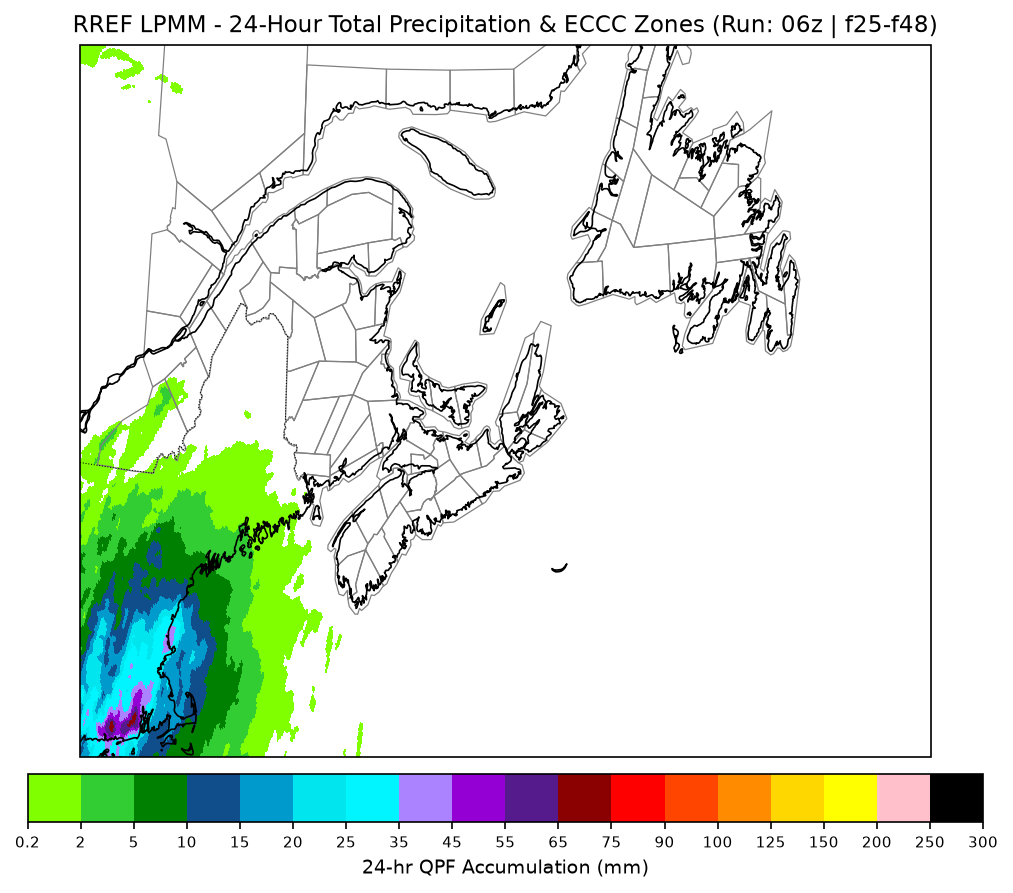 RREF LPMM - 24-Hour Total Precipitation & ECCC Zones (Run: 06z | f25-f48)
0.2 2 5 10 15 20 25 35 45 55 65 75 90 100 125 150 200 250 300
24-hr QPF Accumulation (mm)